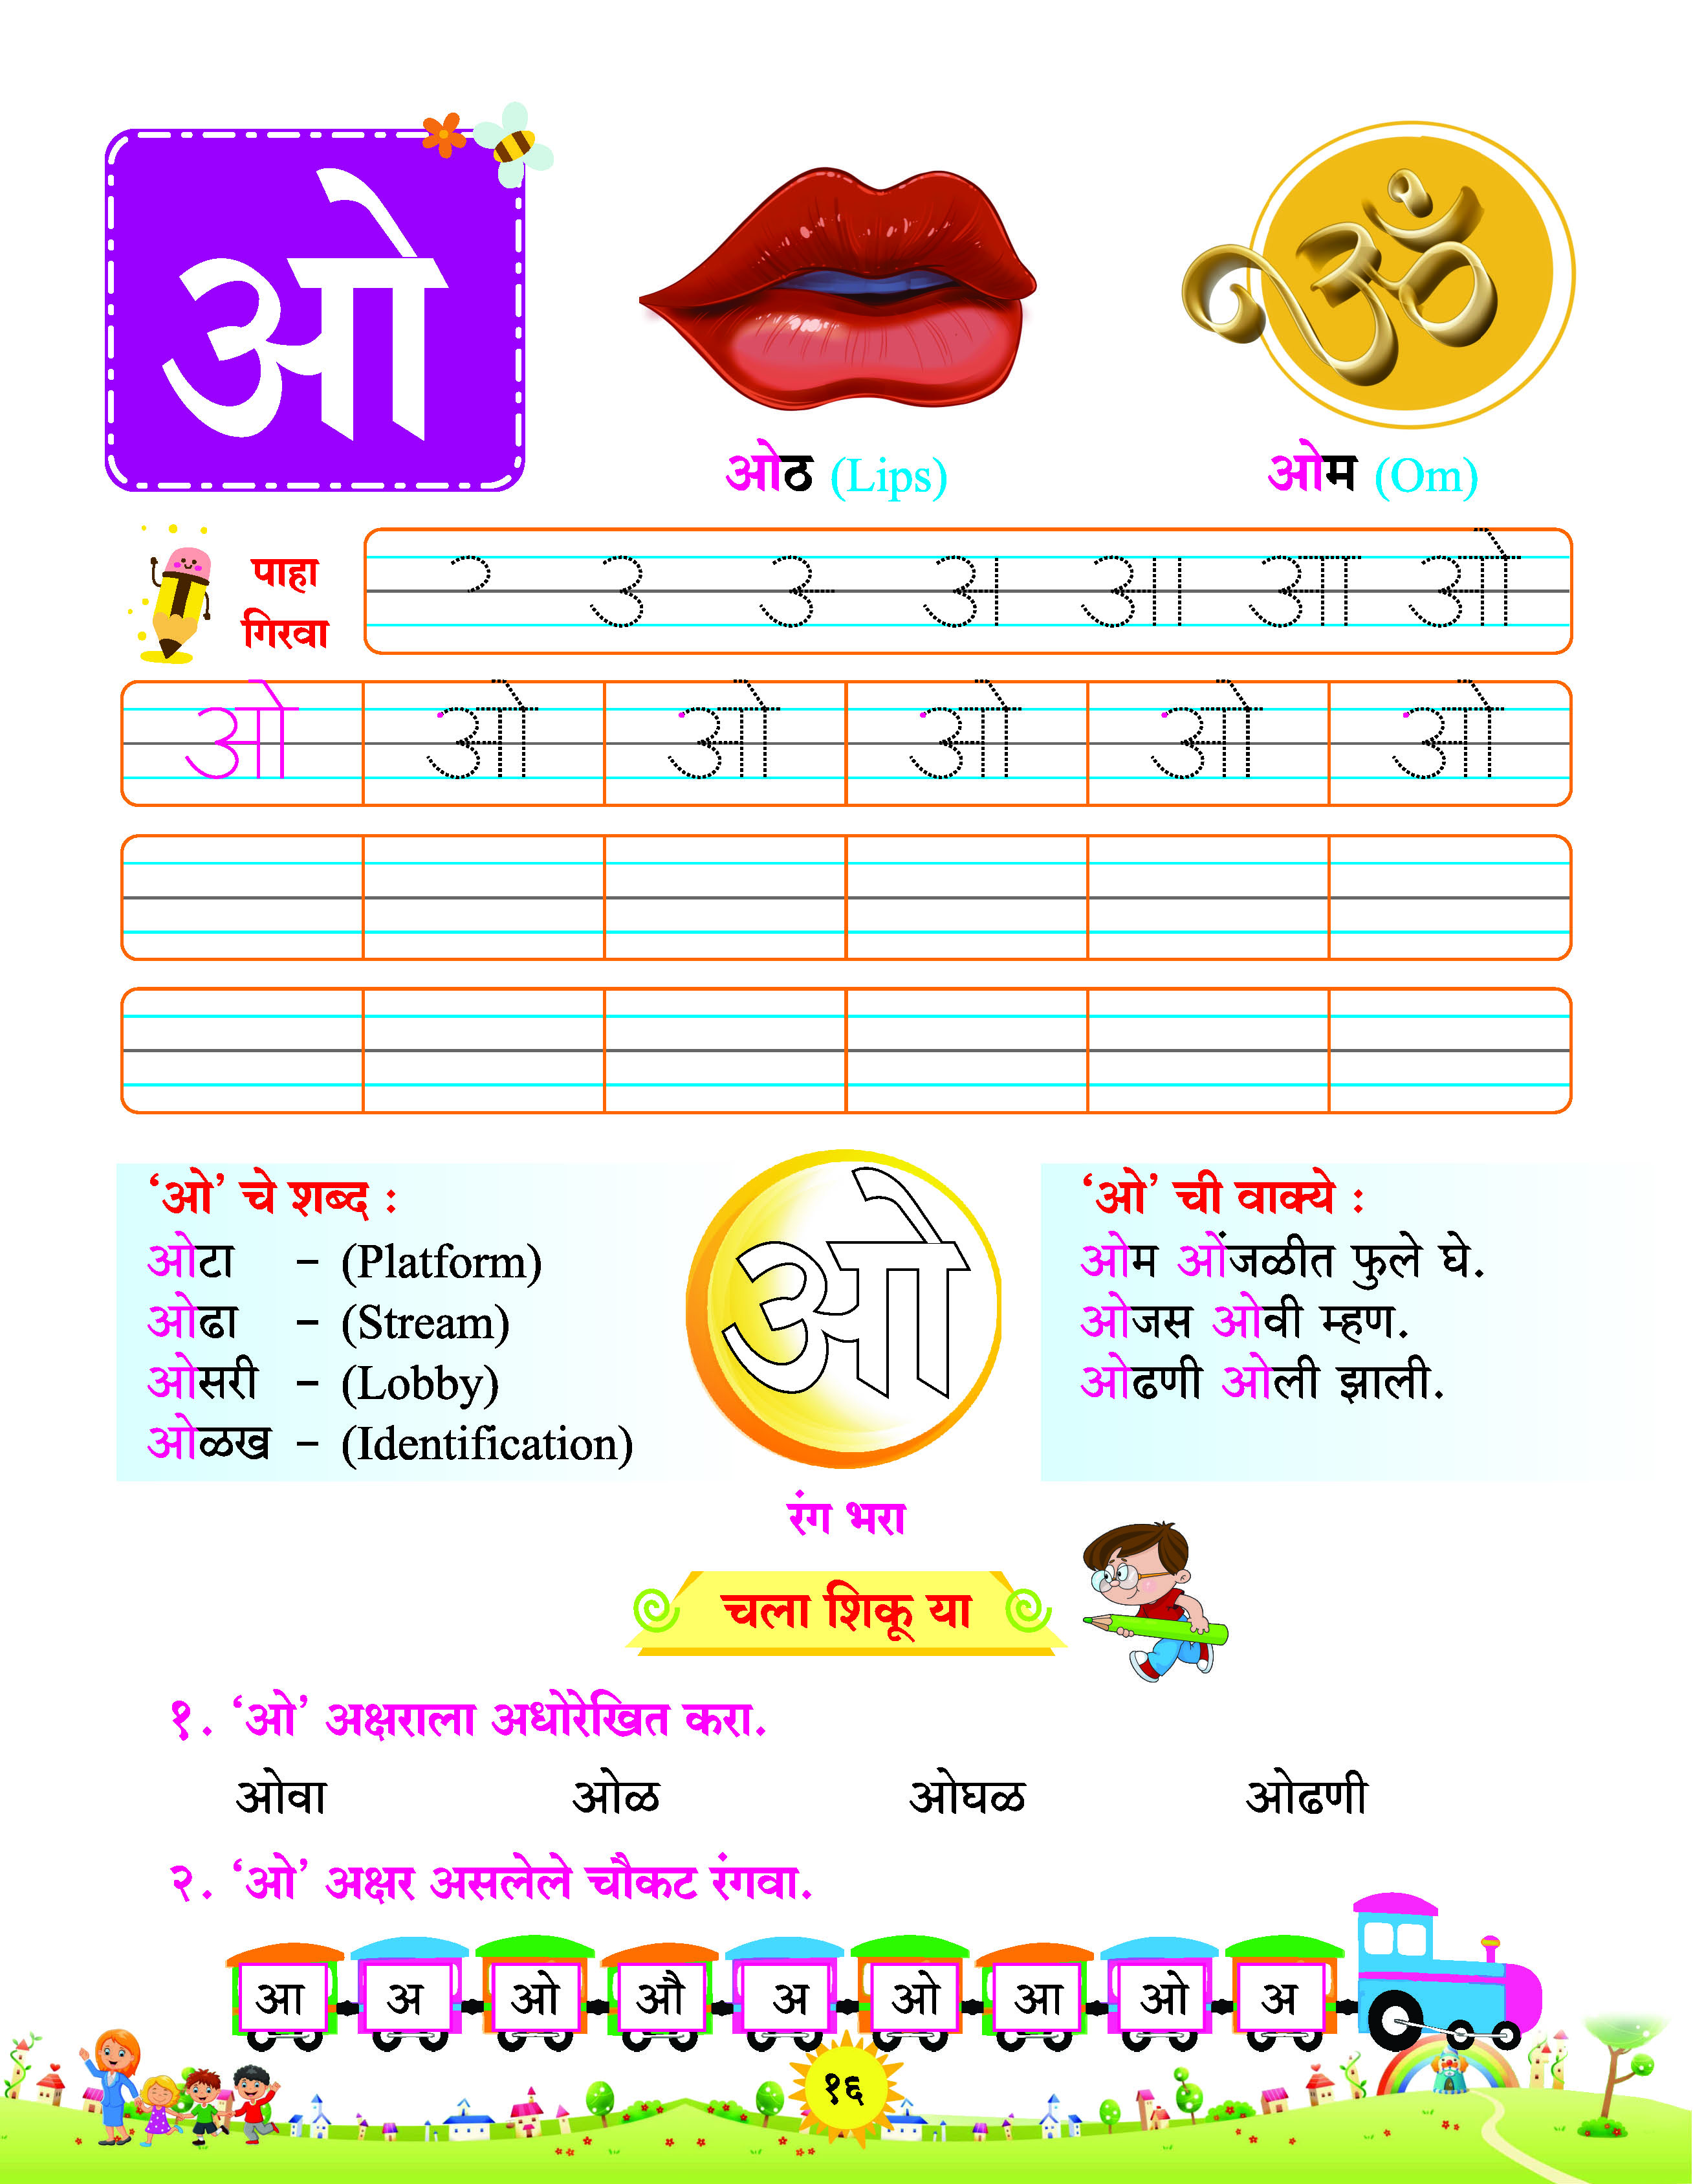 ओ
ओठ (Lips)
ओम (Om)
पाहा
गिरवा
२ उ उ अ आ आ ओ
ओ ओ ओ ओ ओ ओ
‘ओ’ चे शब्द :
ओटा – (Platform)
ओढा – (Stream)
ओसरी – (Lobby)
ओळख – (Identification)
ओ
रंग भरा
‘ओ’ ची वाक्ये :
ओम ओंजळीत फुले घे.
ओजस ओवी म्हण.
ओढणी ओली झाली.
चला शिकू या
१. ‘ओ’ अक्षराला अधोरेखित करा.
ओवा ओळ ओघळ ओढणी
२. ‘ओ’ अक्षर असलेले चौकट रंगवा.
आ अ ओ औ अ ओ आ ओ अ
१६